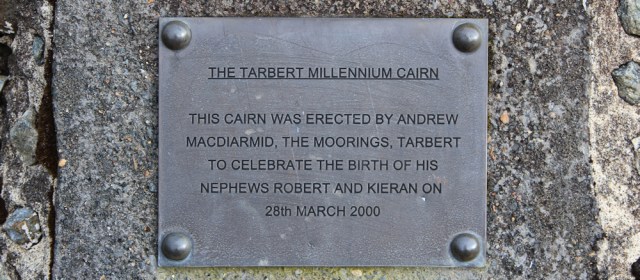 THE TARBERT MILLENNIUM CAIRN
THIS CAIRN WAS ERECTED BY ANDREW
MACDIARMID, THE MOORINGS, TARBERT
TO CELEBRATE THE BIRTH OF HIS
NEPHEWS ROBERT AND KIERAN ON
28th MARCH 2000